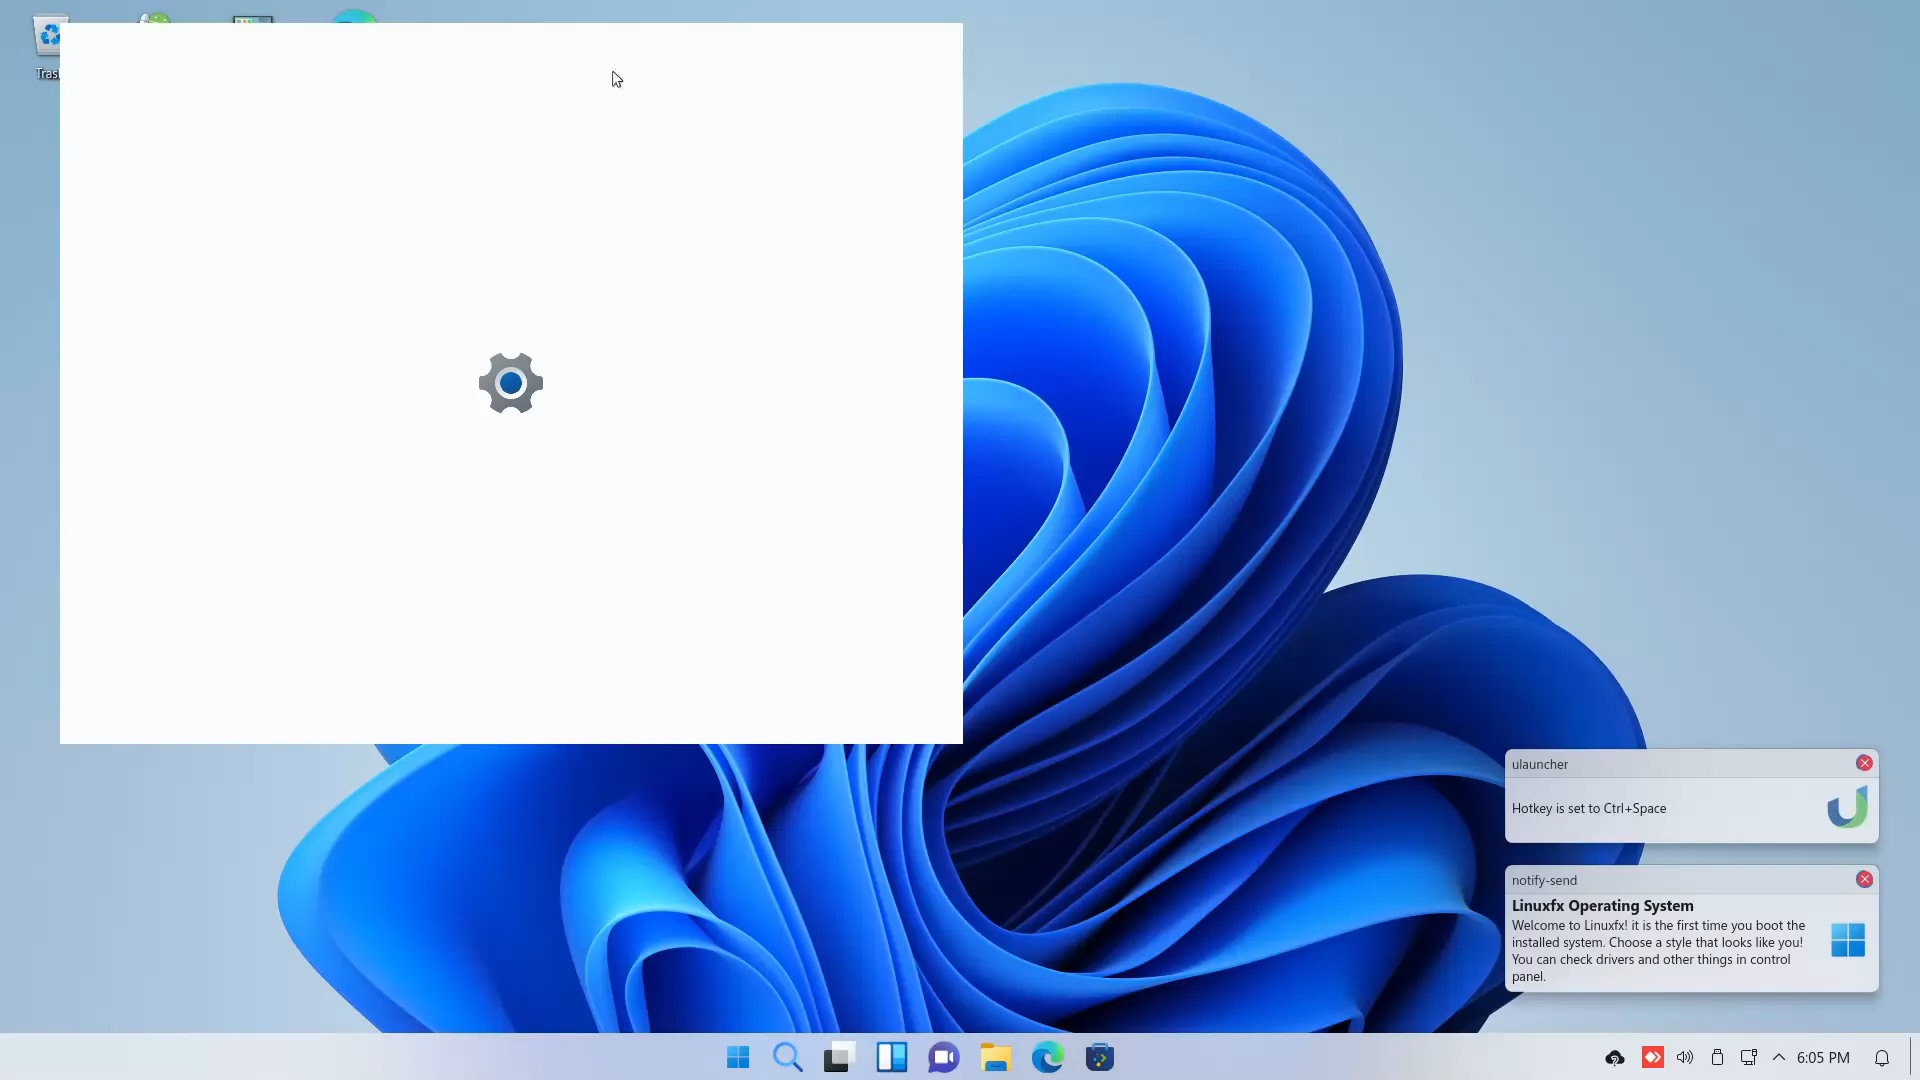 Trash
ulauncher
Hotkey is set to Ctrl+Space
notify-send
Linuxfx Operating System
Welcome to Linuxfx! it is the first time you boot the
installed system. Choose a style that looks like you!
You can check drivers and other things in control
panel.
6:05 PM